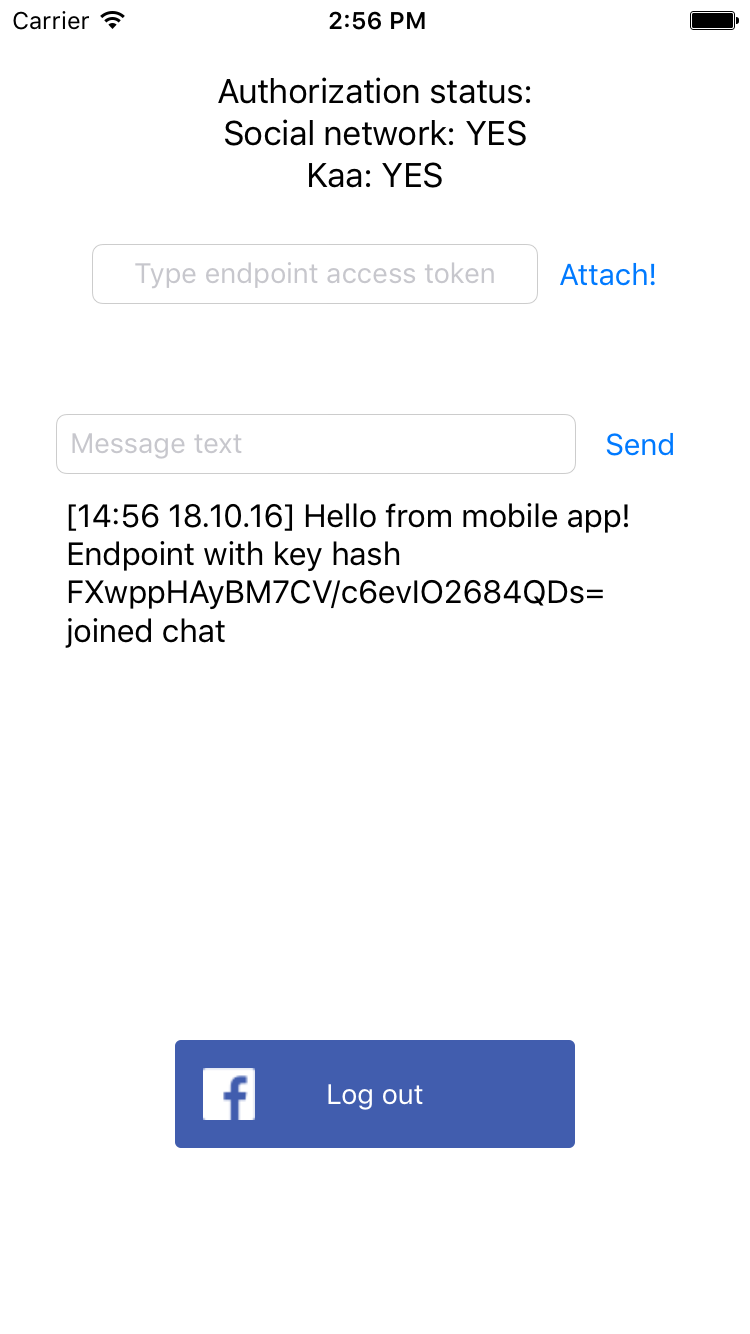 Carrier 2:56 PM
Authorization status:
Social network: YES
Kaa: YES
Type endpoint access token Attach!
Message text Send
[14:56 18.10.16] Hello from mobile app!
Endpoint with key hash
FXwppHAyBM7CV/c6evIO2684QDs=
joined chat
f Log out